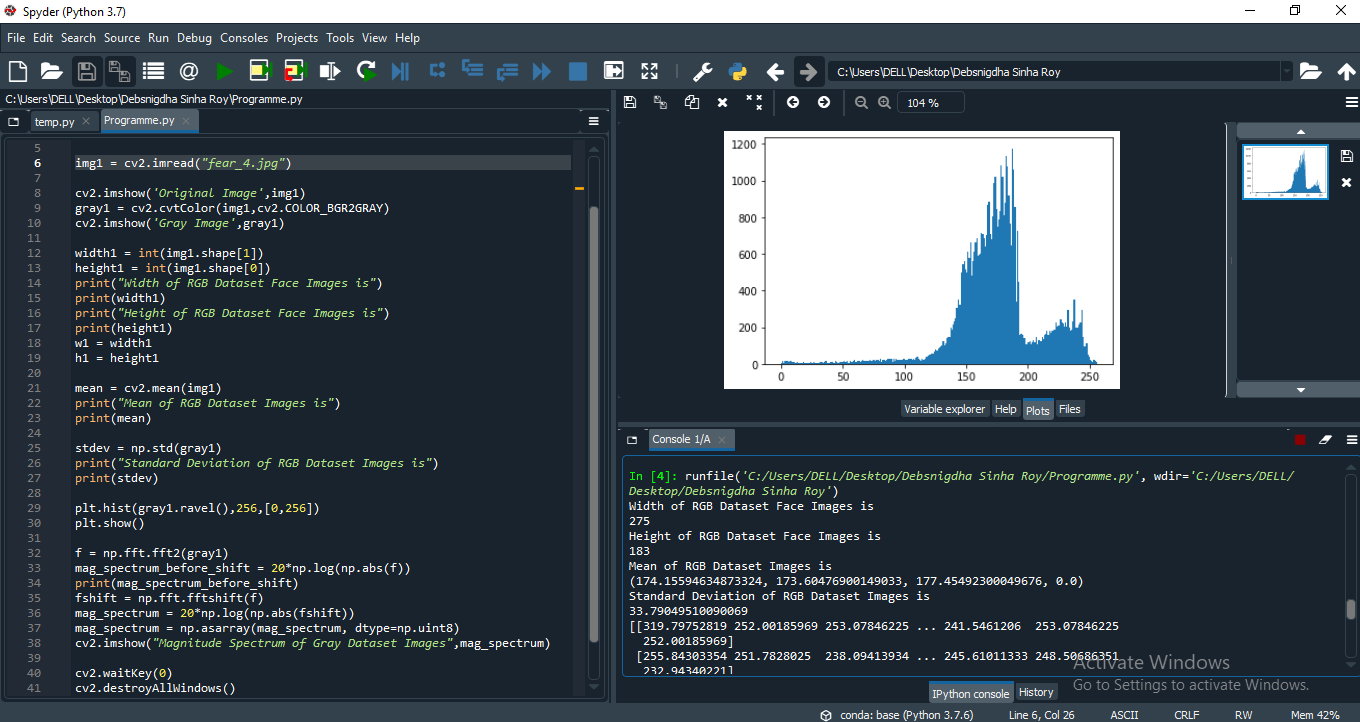 Spyder (Python 3.7)
File Edit Search Source Run Debug Consoles Projects Tools View Help
C:\Users\DELL\Desktop\Debsnigdha Sinha Roy
C:\Users\DELL\Desktop\Debsnigdha Sinha Roy\Programme.py
temp.py
Programme.py
5
6 img1 = cv2.imread("fear_4.jpg")
7
8 cv2.imshow('Original Image',img1)
9 gray1 = cv2.cvtColor(img1,cv2.COLOR_BGR2GRAY)
10 cv2.imshow('Gray Image',gray1)
11
12 width1 = int(img1.shape[1])
13 height1 = int(img1.shape[0])
14 print("Width of RGB Dataset Face Images is")
15 print(width1)
16 print("Height of RGB Dataset Face Images is")
17 print(height1)
18 w1 = width1
19 h1 = height1
20
21 mean = cv2.mean(img1)
22 print("Mean of RGB Dataset Images is")
23 print(mean)
24
25 stdev = np.std(gray1)
26 print("Standard Deviation of RGB Dataset Images is")
27 print(stdev)
28
29 plt.hist(gray1.ravel(),256,[0,256])
30 plt.show()
31
32 f = np.fft.fft2(gray1)
33 mag_spectrum_before_shift = 20*np.log(np.abs(f))
34 print(mag_spectrum_before_shift)
35 fshift = np.fft.fftshift(f)
36 mag_spectrum = 20*np.log(np.abs(fshift))
37 mag_spectrum = np.asarray(mag_spectrum, dtype=np.uint8)
38 cv2.imshow("Magnitude Spectrum of Gray Dataset Images",mag_spectrum)
39
40 cv2.waitKey(0)
41 cv2.destroyAllWindows()
104 %
1200
1000
800
600
400
200
0
0 50 100 150 200 250
Variable explorer Help Plots Files
Console 1/A
In [4]: runfile('C:/Users/DELL/Desktop/Debsnigdha Sinha Roy/Programme.py', wdir='C:/Users/DELL/
Desktop/Debsnigdha Sinha Roy')
Width of RGB Dataset Face Images is
275
Height of RGB Dataset Face Images is
183
Mean of RGB Dataset Images is
(174.15594634873324, 173.60476900149033, 177.45492300049676, 0.0)
Standard Deviation of RGB Dataset Images is
33.79049510090069
[[319.79752819 252.00185969 253.07846225 ... 241.5461206 253.07846225
252.00185969]
[255.84303354 251.7828025 238.09413934 ... 245.61011333 248.50686351
232.94340221]
Activate Windows
Go to Settings to activate Windows.
IPython console History
conda: base (Python 3.7.6) Line 6, Col 26 ASCII CRLF RW Mem 42%